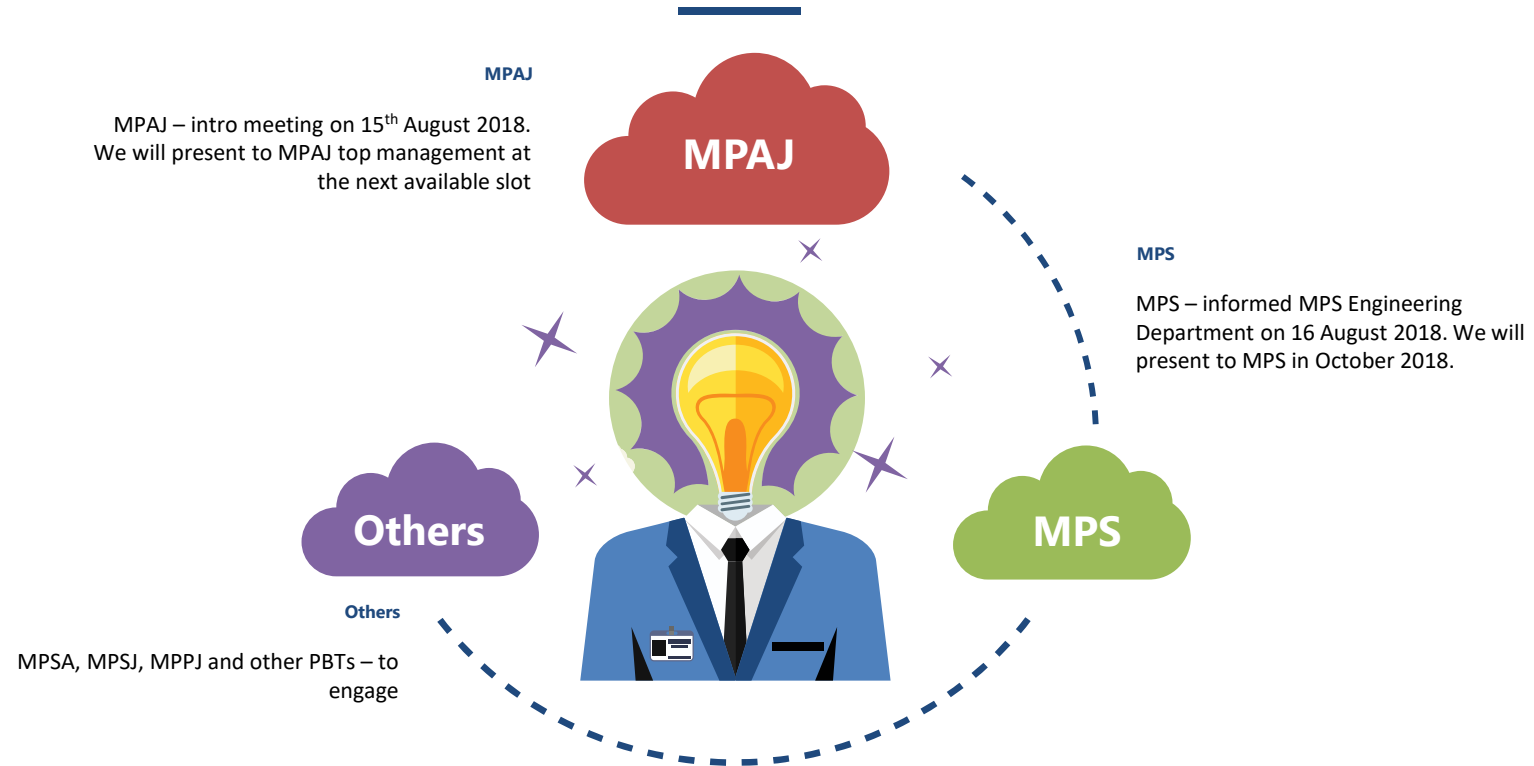 MPAJ
MPAJ – intro meeting on 15th August 2018.
We will present to MPAJ top management at
the next available slot
MPAJ
MPS
MPS – informed MPS Engineering
Department on 16 August 2018. We will
present to MPS in October 2018.
Others
MPS
Others
MPSA, MPSJ, MPPJ and other PBTs – to
engage